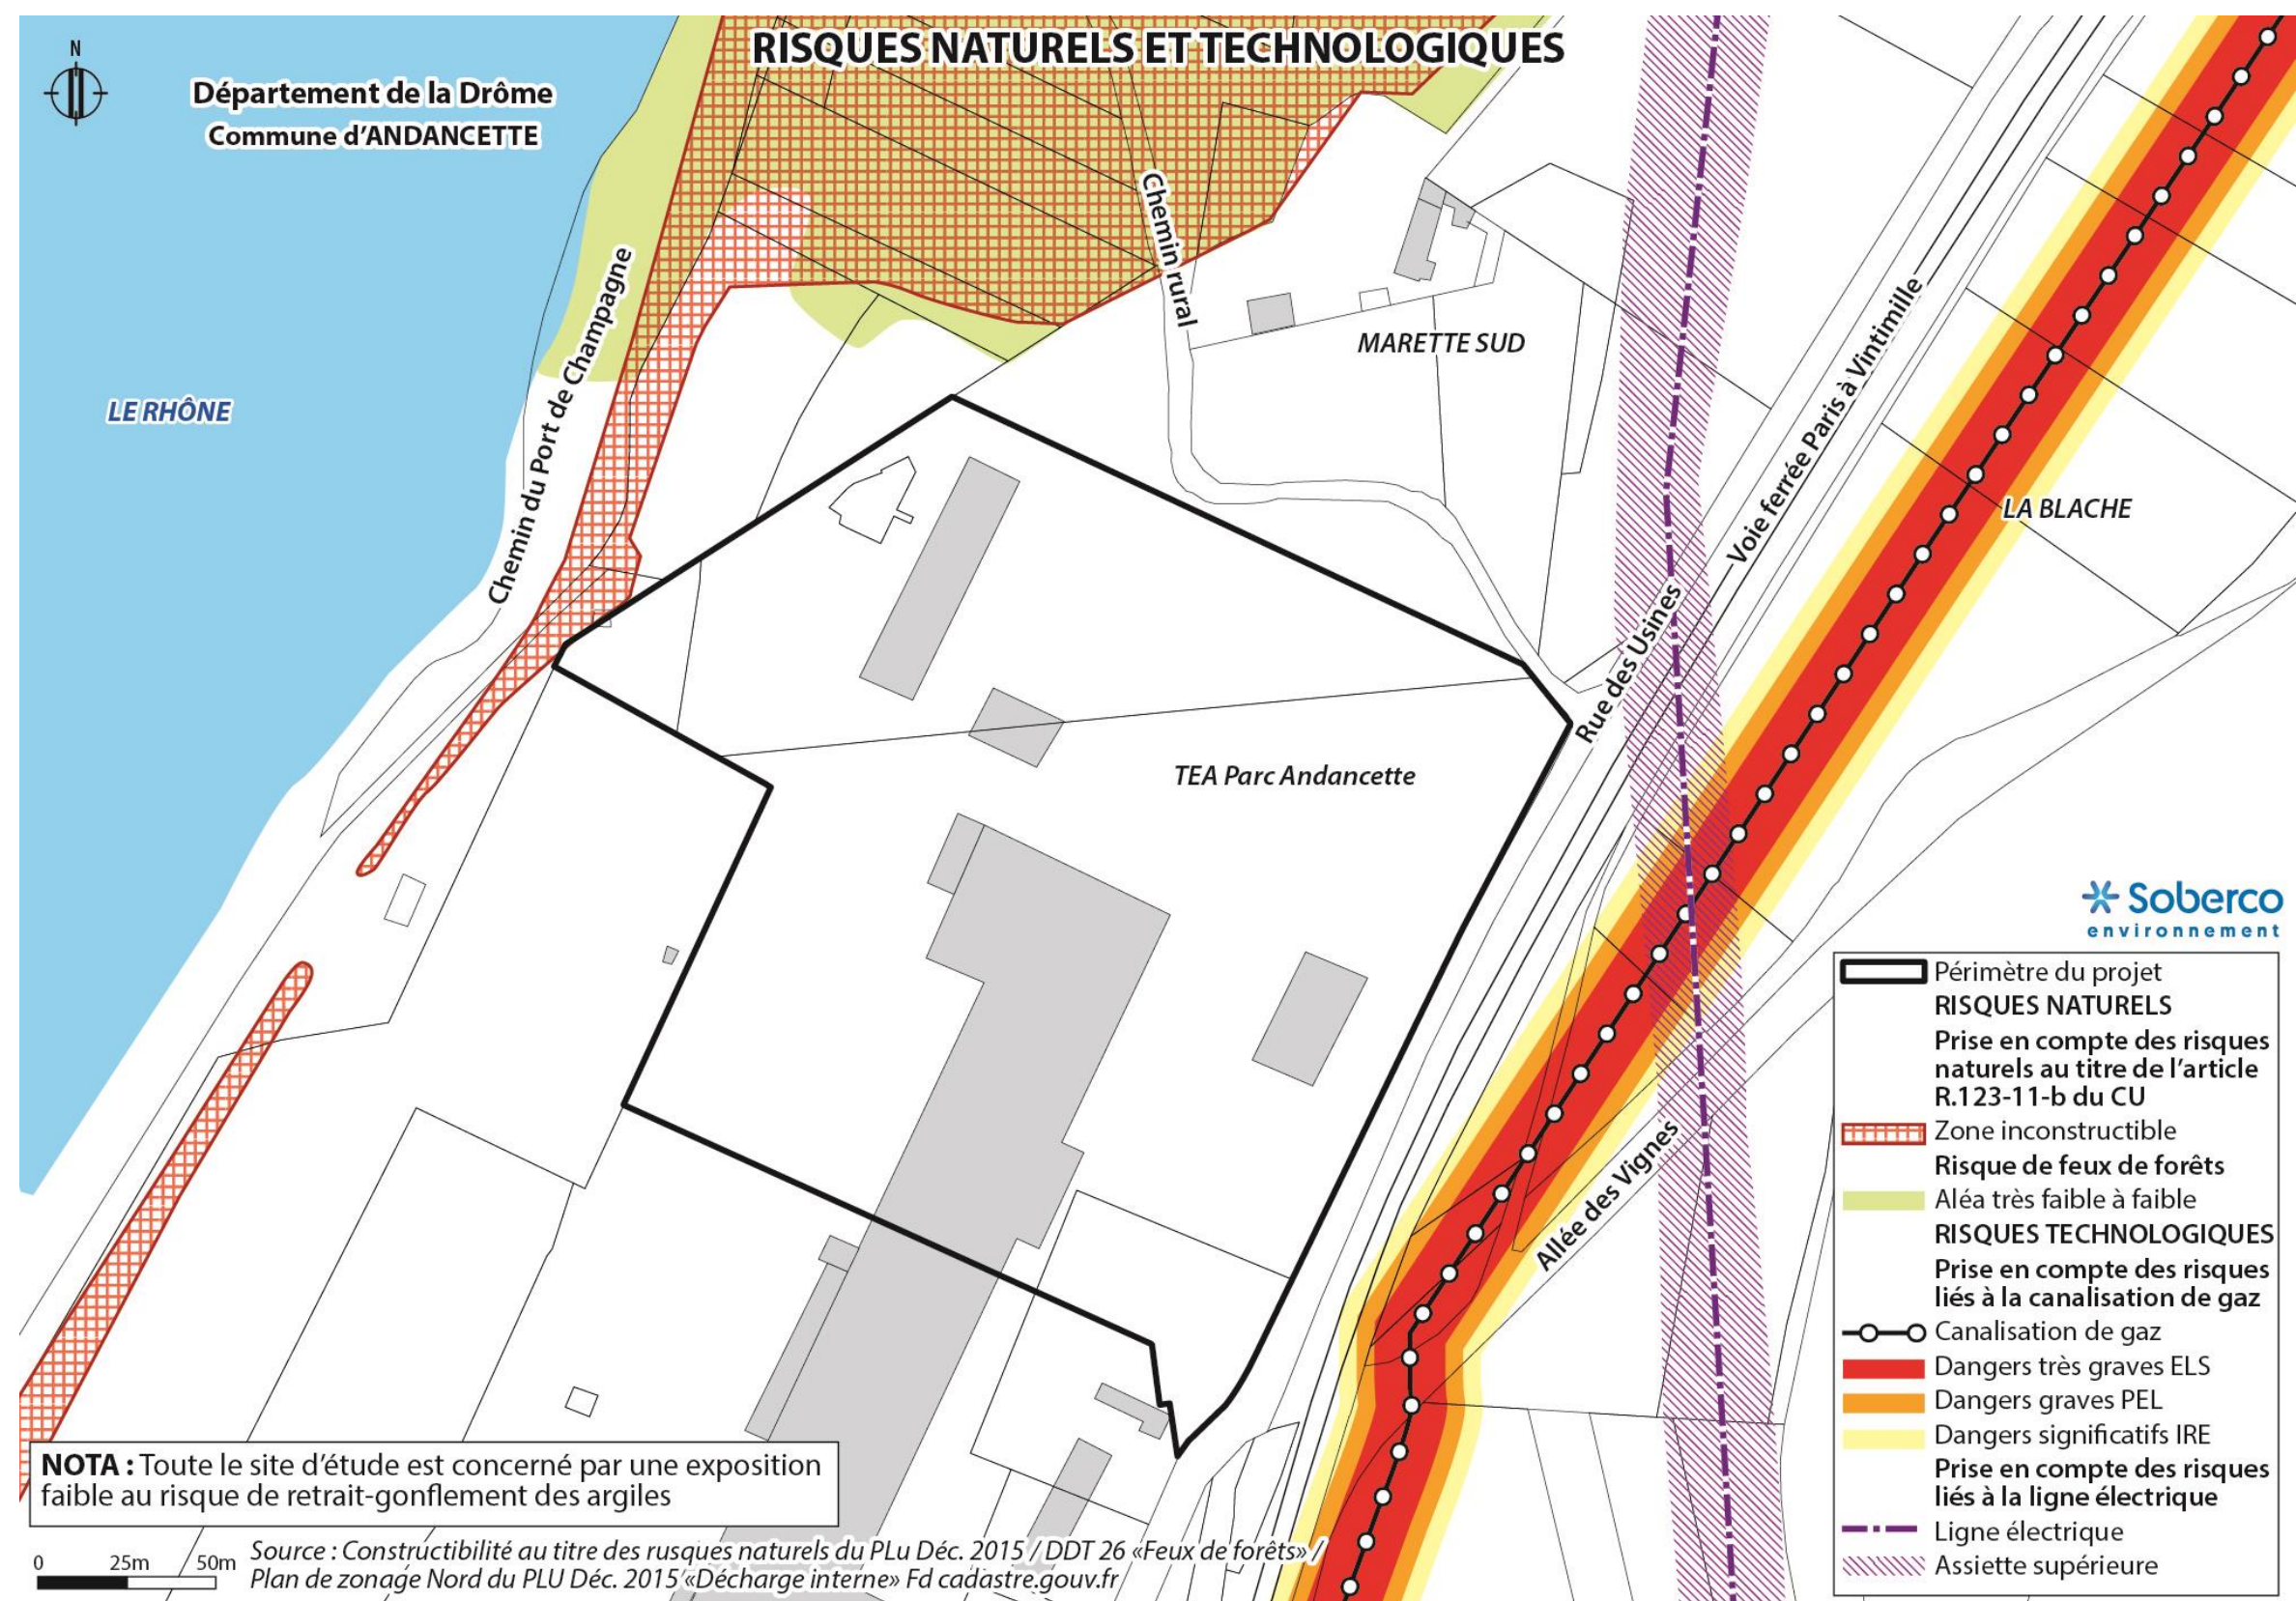 RISQUES NATURELS ET TECHNOLOGIQUES
N
Département de la Drôme
Commune d'ANDANCETTE
LE RHÔNE
Chemin du Port de Champagne
Chemin rural
MARETTE SUD
Voie ferrée Paris à Vintimille
LA BLACHE
Rue des Usines
TEA Parc Andancette
Allée des Vignes
Soberco
environnement
Périmètre du projet
RISQUES NATURELS
Prise en compte des risques
naturels au titre de l'article
R.123-11-b du CU
Zone inconstructible
Risque de feux de forêts
Aléa très faible à faible
RISQUES TECHNOLOGIQUES
Prise en compte des risques
liés à la canalisation de gaz
Canalisation de gaz
Dangers très graves ELS
Dangers graves PEL
Dangers significatifs IRE
Prise en compte des risques
liés à la ligne électrique
Ligne électrique
Assiette supérieure
NOTA : Toute le site d'étude est concerné par une exposition
faible au risque de retrait-gonflement des argiles
0 25m 50m
Source : Constructibilité au titre des rusques naturels du PLu Déc. 2015 / DDT 26 «Feux de forêts» /
Plan de zonage Nord du PLU Déc. 2015 «Décharge interne» Fd cadastre.gouv.fr